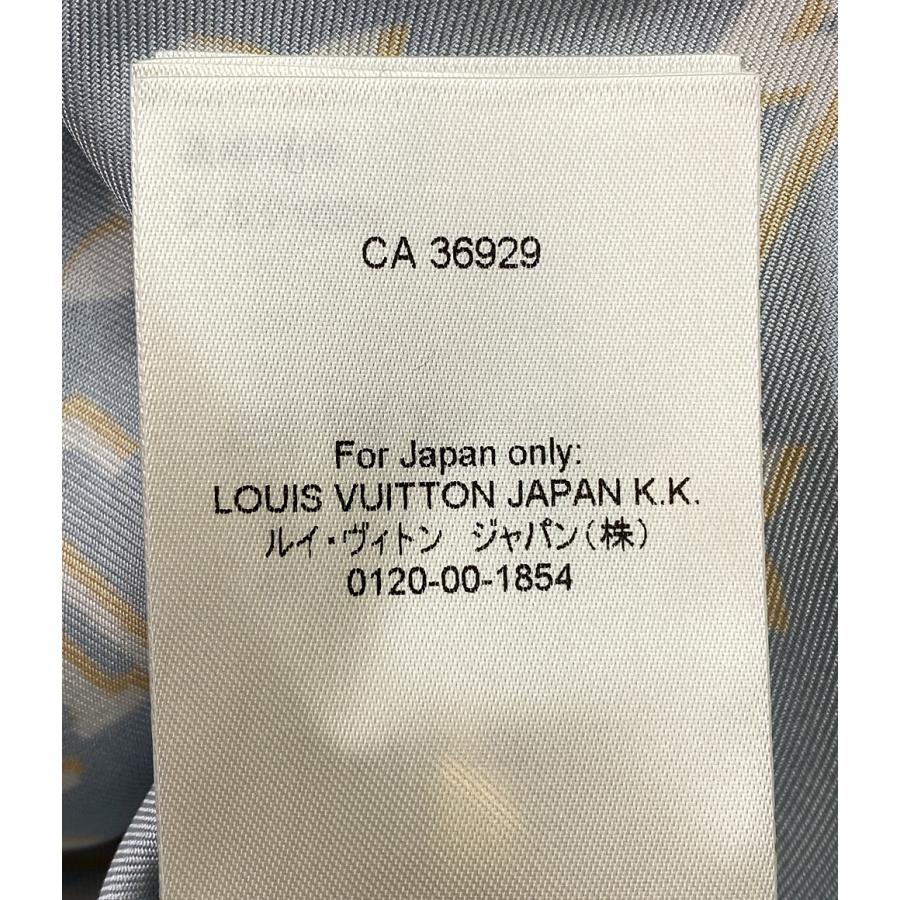 CA 36929
For Japan only:
LOUIS VUITTON JAPAN K.K.
ルイ・ヴィトン ジャパン(株)
0120-00-1854